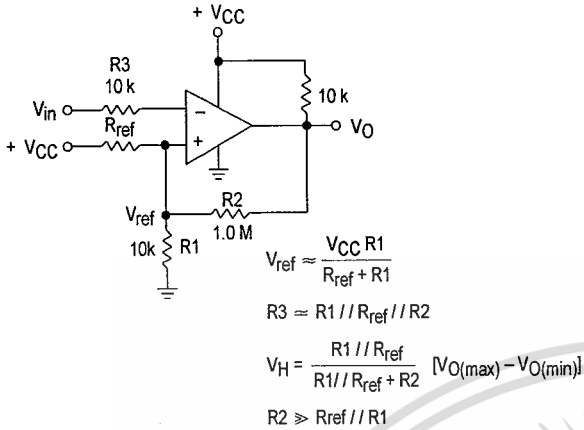 + VCC
R3
10 k
10 k
Vin
−
VO
Rref
+ VCC
+
R2
Vref
1.0 M
10k
R1
Vref ≈ VCC R1 / Rref + R1
R3 ≃ R1 / / Rref / / R2
VH = R1 / / Rref / R1/ / Rref + R2 [VO(max) − VO(min)]
R2 ≫ Rref / / R1